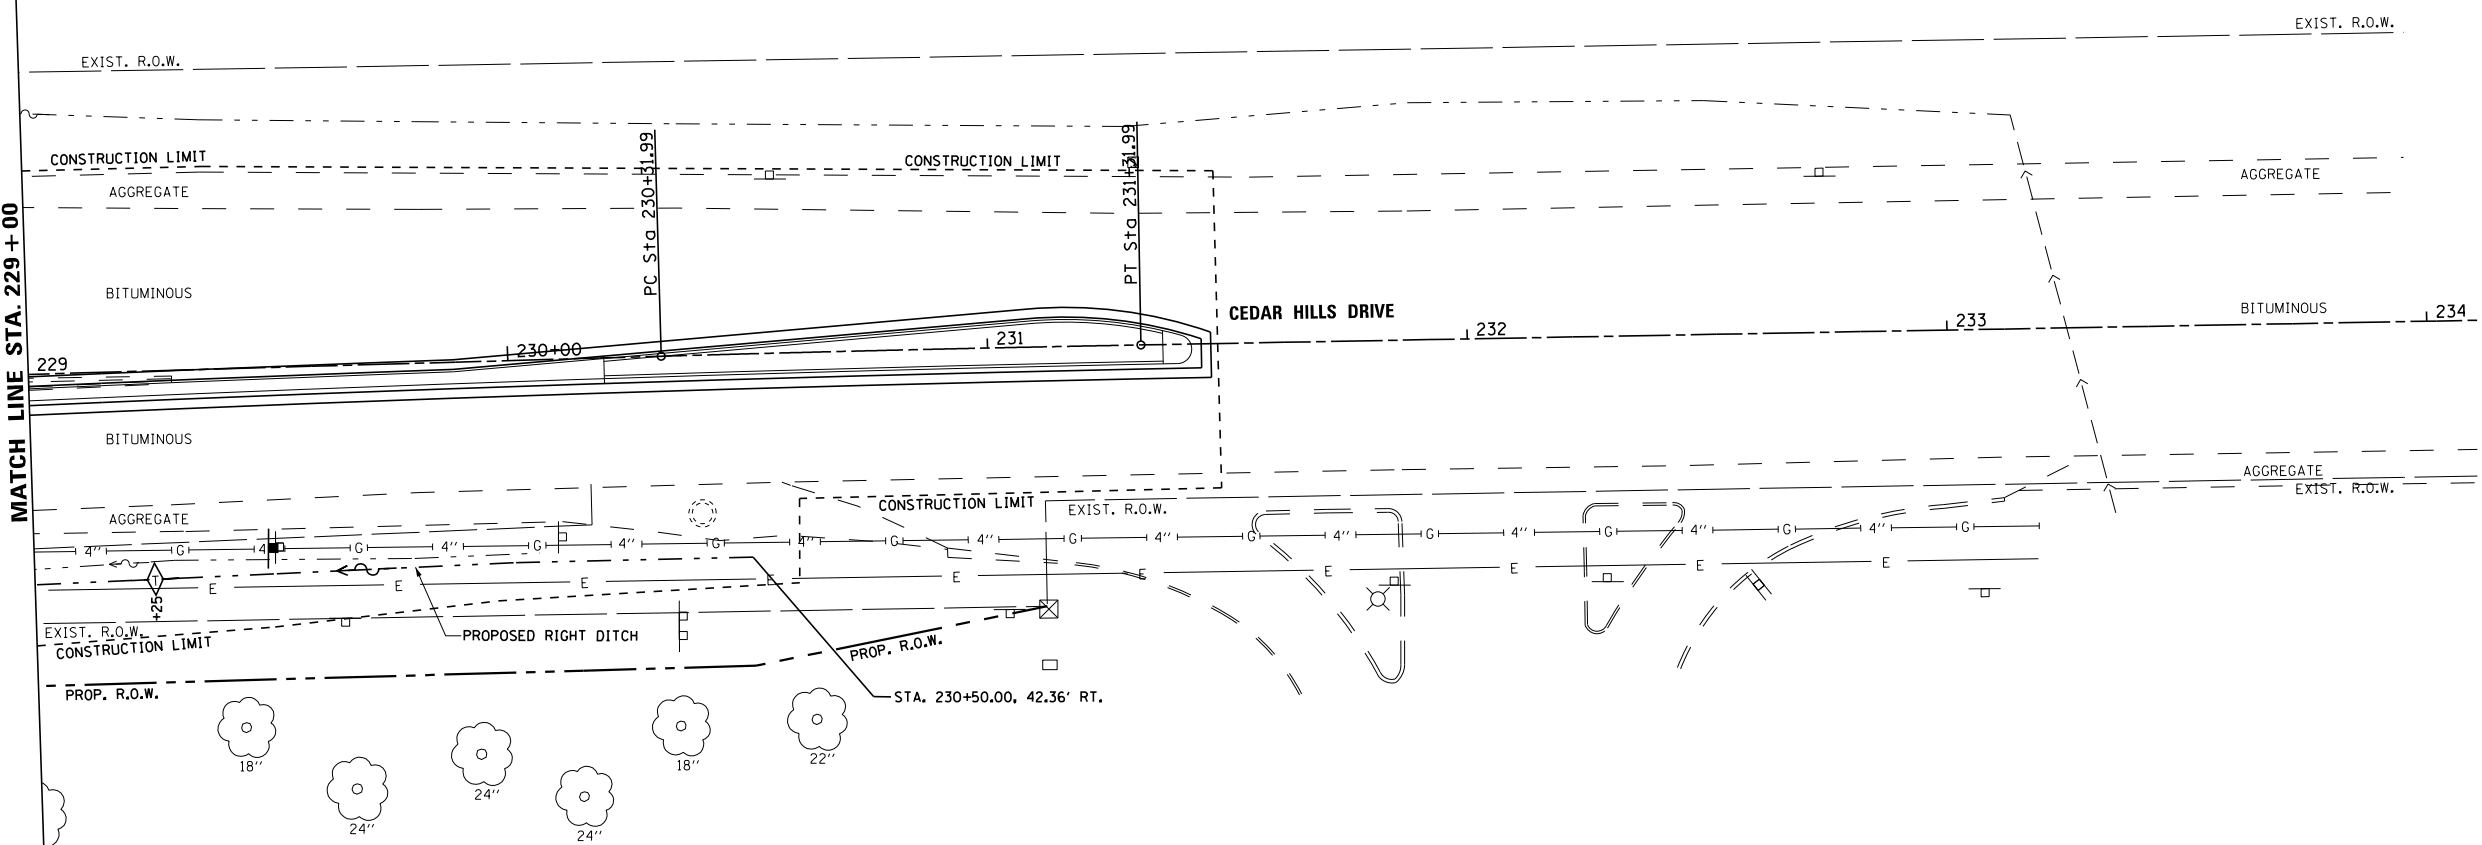 EXIST. R.O.W.
EXIST. R.O.W.
CONSTRUCTION LIMIT
CONSTRUCTION LIMIT
AGGREGATE
AGGREGATE
MATCH LINE STA. 229+00
PC Sta 230+31.99
PT Sta 231+31.99
BITUMINOUS
BITUMINOUS
CEDAR HILLS DRIVE
229
230+00
231
232
233
234
BITUMINOUS
AGGREGATE
EXIST. R.O.W.
CONSTRUCTION LIMIT
EXIST. R.O.W.
AGGREGATE
4" G 4" G 4" G 4" G 4" G 4" G 4" G 4" G 4" G 4" G 4" G
T
+25
E E E E E E E E E E
EXIST. R.O.W.
CONSTRUCTION LIMIT
PROPOSED RIGHT DITCH
PROP. R.O.W.
PROP. R.O.W.
STA. 230+50.00, 42.36' RT.
18"
24"
24"
24"
18"
22"